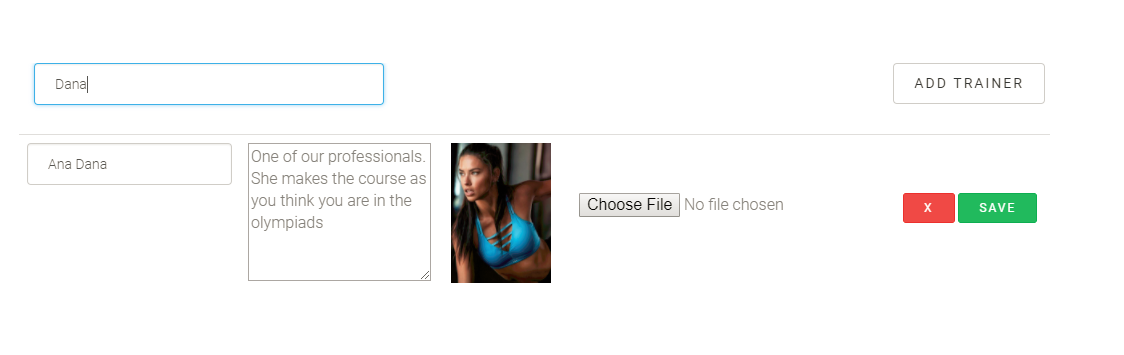 Dana
ADD TRAINER
Ana Dana
One of our professionals.
She makes the course as
you think you are in the
olympiads
Choose File No file chosen
X
SAVE